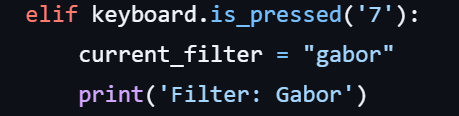 elif keyboard.is_pressed('7'):
    current_filter = "gabor"
    print('Filter: Gabor')